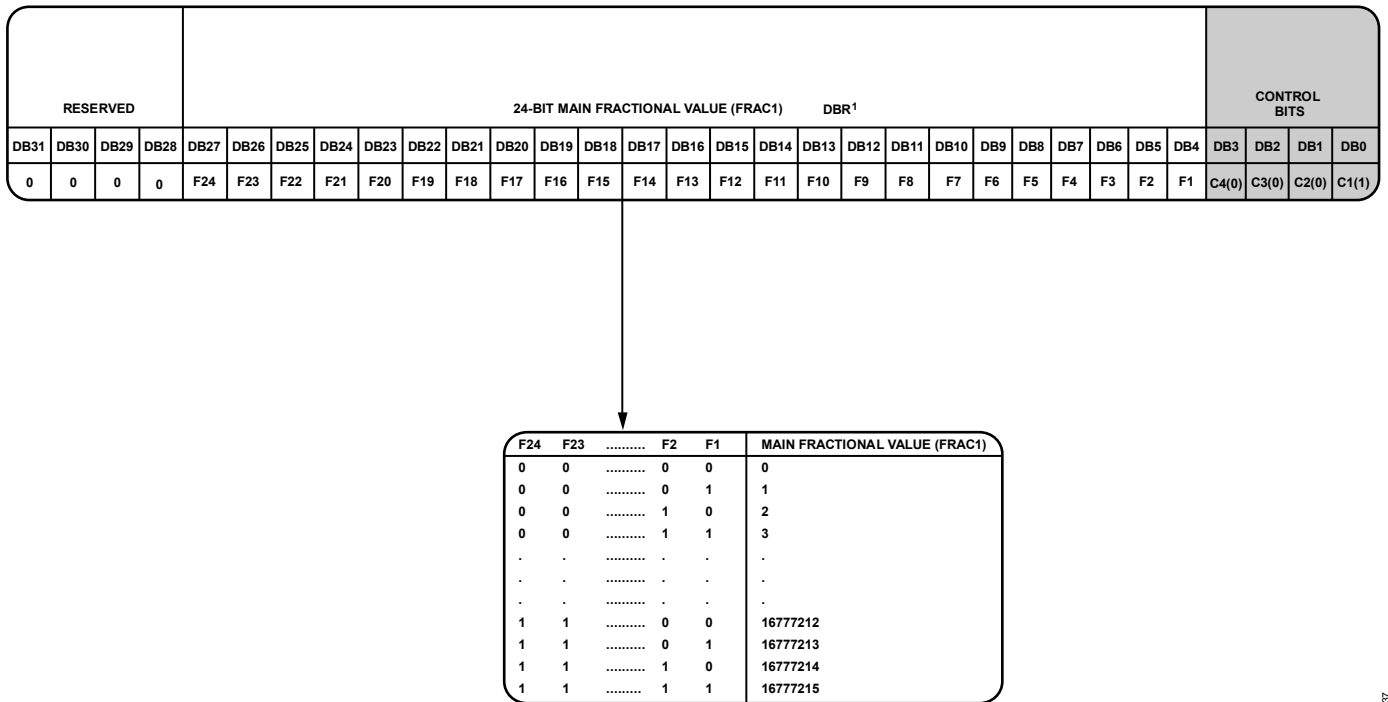 RESERVED 24-BIT MAIN FRACTIONAL VALUE (FRAC1) DBR1 CONTROL
BITS
DB31 DB30 DB29 DB28 DB27 DB26 DB25 DB24 DB23 DB22 DB21 DB20 DB19 DB18 DB17 DB16 DB15 DB14 DB13 DB12 DB11 DB10 DB9 DB8 DB7 DB6 DB5 DB4 DB3 DB2 DB1 DB0
0 0 0 0 F24 F23 F22 F21 F20 F19 F18 F17 F16 F15 F14 F13 F12 F11 F10 F9 F8 F7 F6 F5 F4 F3 F2 F1 C4(0) C3(0) C2(0) C1(1)
F24 F23 .......... F2 F1 MAIN FRACTIONAL VALUE (FRAC1)
0 0 .......... 0 0 0
0 0 .......... 0 1 1
0 0 .......... 1 0 2
0 0 .......... 1 1 3
. . .......... . . .
. . .......... . . .
. . .......... . . .
1 1 .......... 0 0 16777212
1 1 .......... 0 1 16777213
1 1 .......... 1 0 16777214
1 1 ......... 1 1 16777215